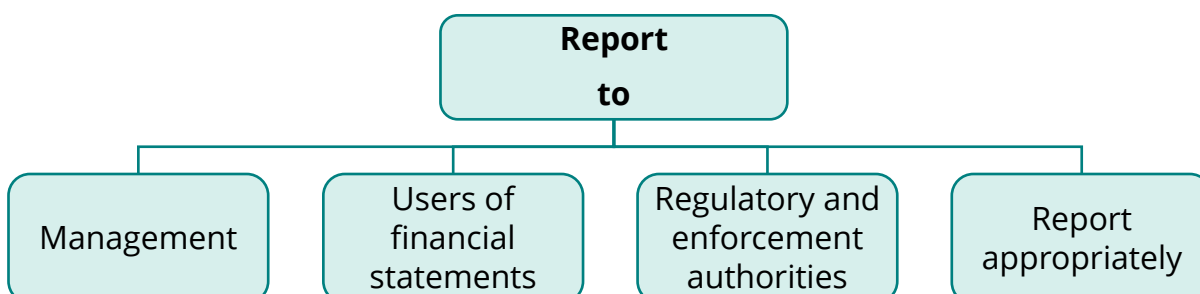 Report
to
Management
Users of
financial
statements
Regulatory and
enforcement
authorities
Report
appropriately